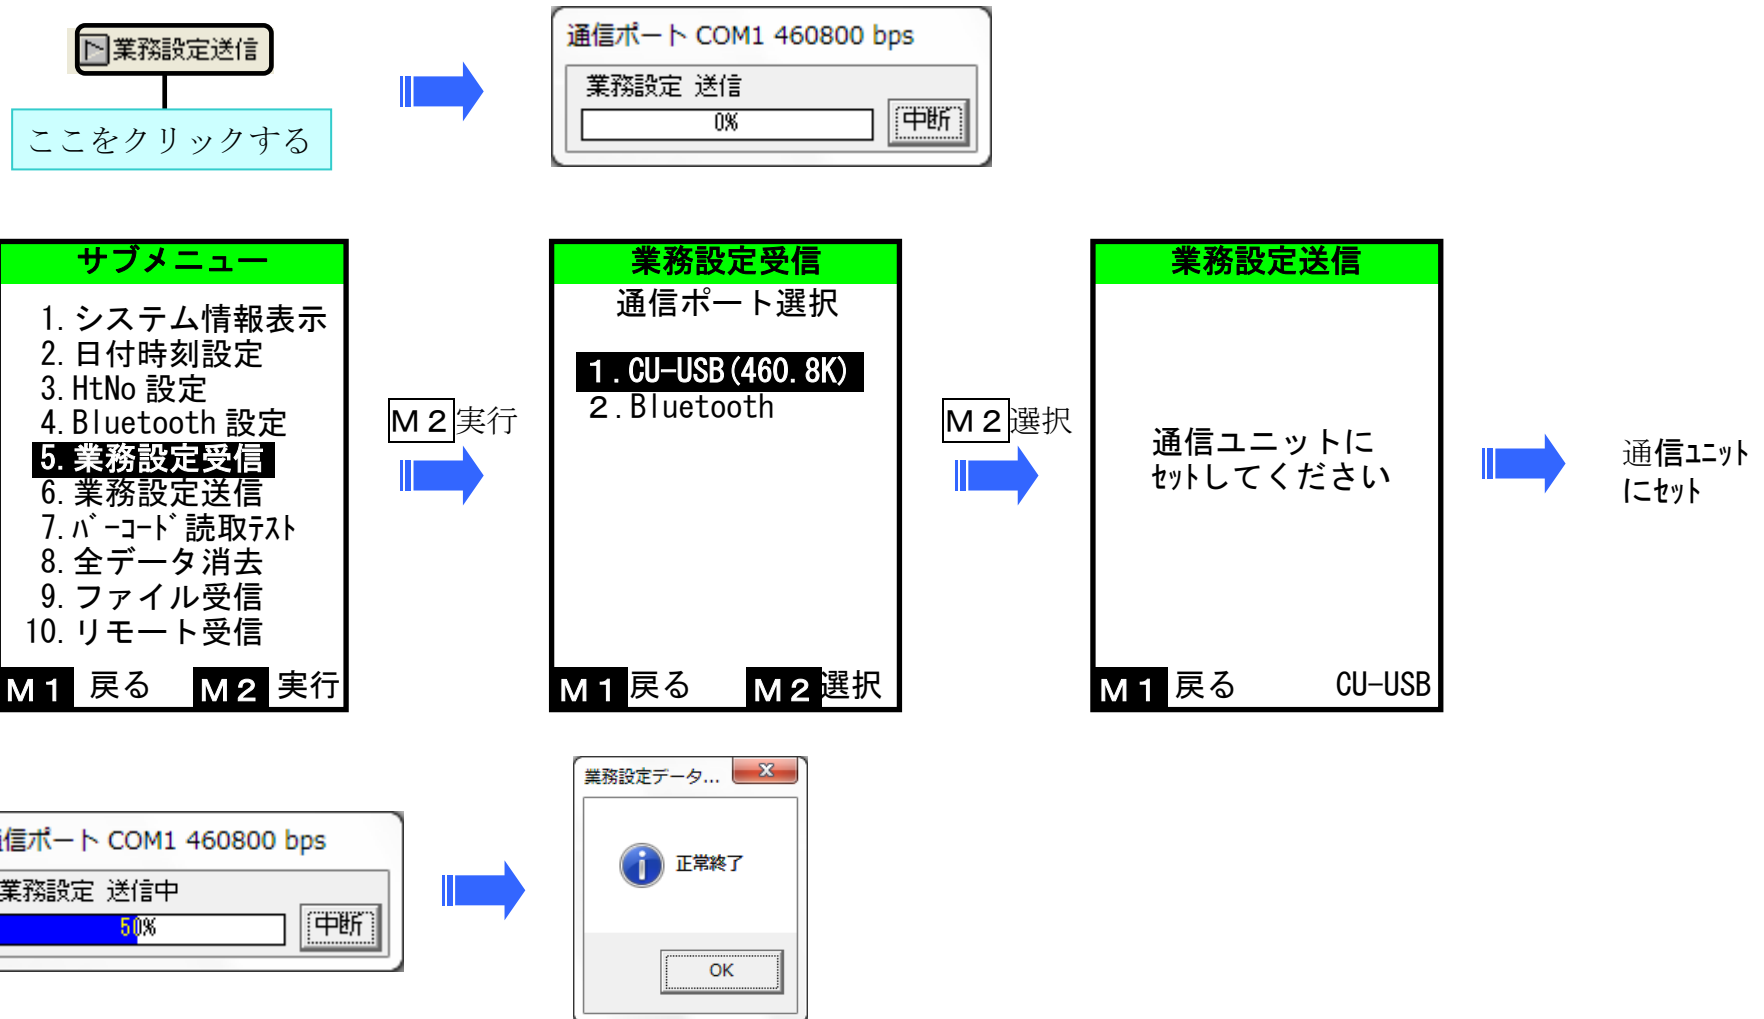 業務設定送信
ここをクリックする
通信ポート COM1 460800 bps
業務設定 送信
0%
中断
サブメニュー
1. システム情報表示
2. 日付時刻設定
3. HtNo 設定
4. Bluetooth 設定
5. 業務設定受信
6. 業務設定送信
7. ﾊﾞｰｺｰﾄﾞ読取ﾃｽﾄ
8. 全データ消去
9. ファイル受信
10. リモート受信
M1 戻る M2 実行
M2実行
業務設定受信
通信ポート選択
1.CU-USB(460.8K)
2.Bluetooth
M1 戻る M2 選択
M2選択
業務設定送信
通信ユニットに
ｾｯﾄしてください
M1 戻る CU-USB
通信ﾕﾆｯﾄ
にｾｯﾄ
信ポート COM1 460800 bps
業務設定 送信中
50%
中断
業務設定データ...
正常終了
OK